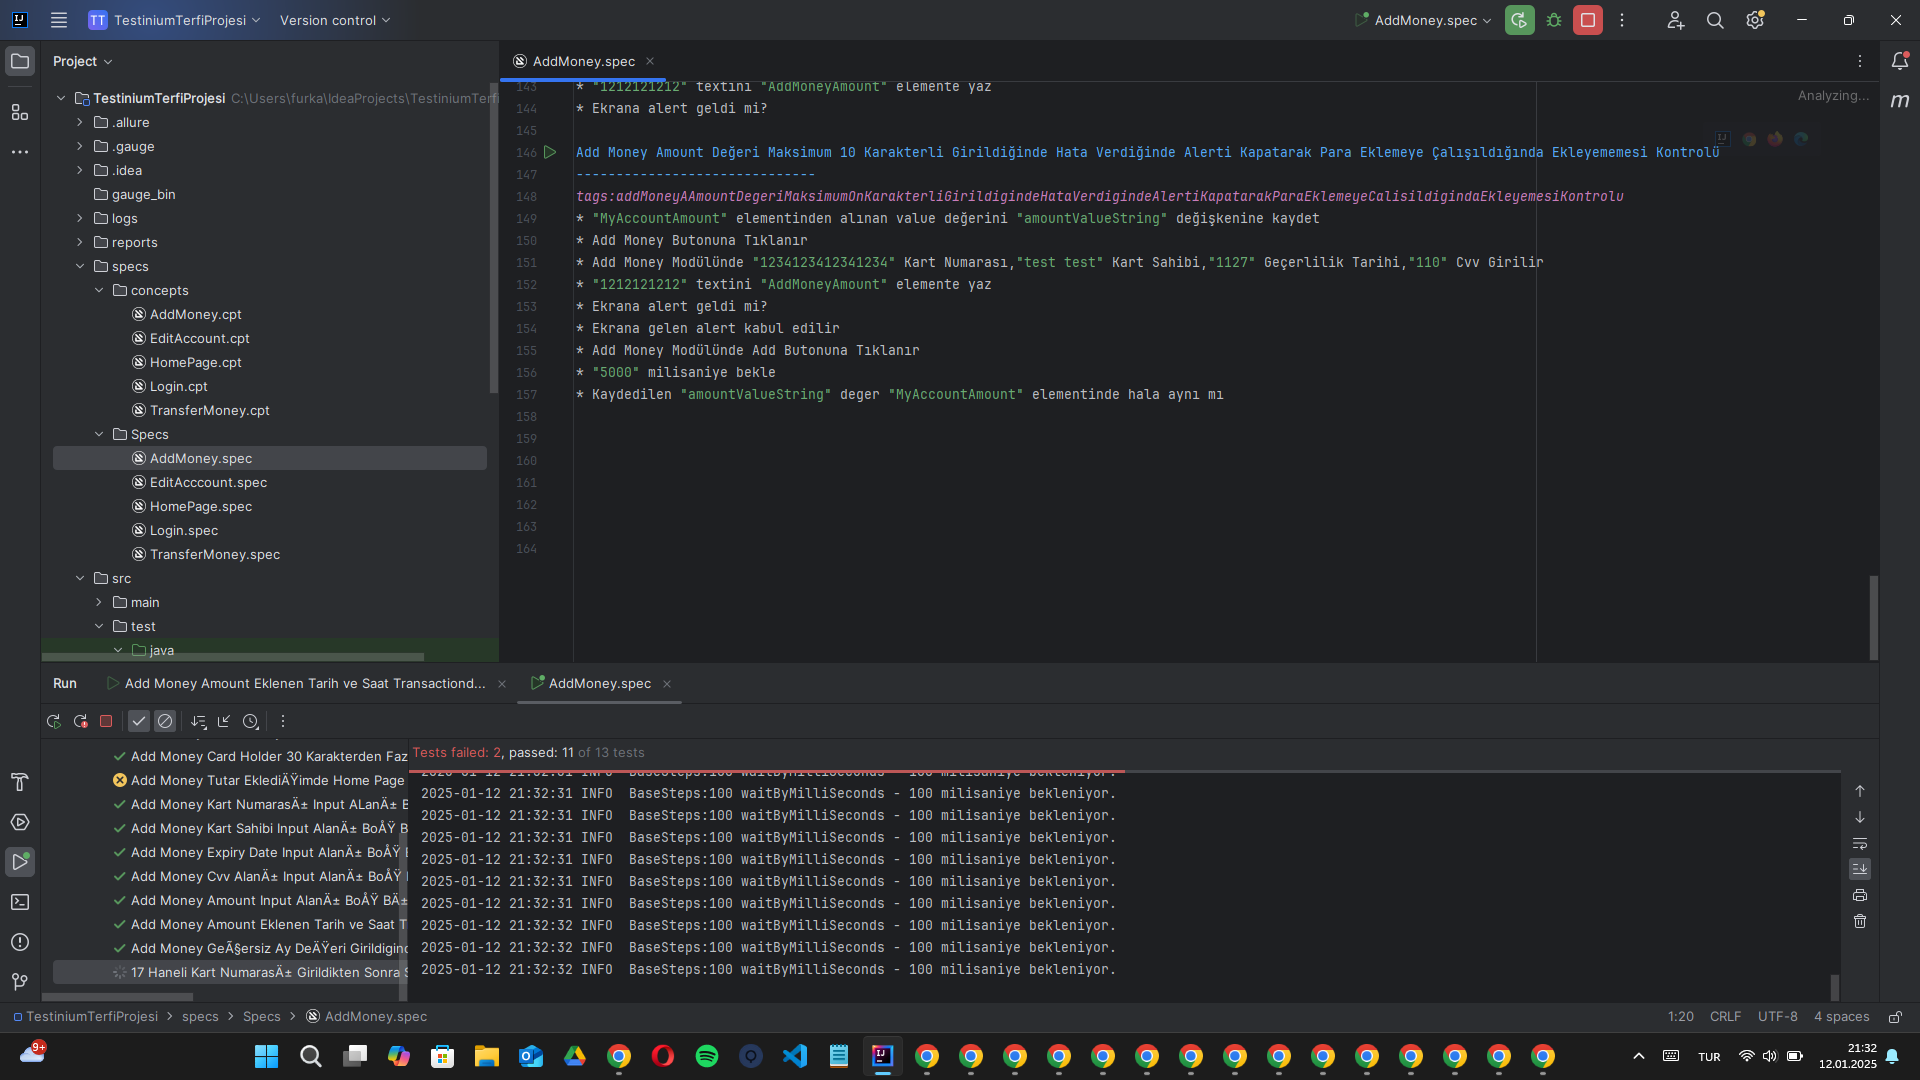 TT TestiniumTerfiProjesi Version control AddMoney.spec
Project
TestiniumTerfiProjesi C:\Users\furka\IdeaProjects\TestiniumTerfi
.allure
.gauge
.idea
gauge_bin
logs
reports
specs
concepts
AddMoney.cpt
EditAccount.cpt
HomePage.cpt
Login.cpt
TransferMoney.cpt
Specs
AddMoney.spec
EditAcccount.spec
HomePage.spec
Login.spec
TransferMoney.spec
src
main
test
java
AddMoney.spec
Analyzing...
143 * "1212121212" textini "AddMoneyAmount" elemente yaz
144 * Ekrana alert geldi mi?
145
146 Add Money Amount Değeri Maksimum 10 Karakterli Girildiğinde Hata Verdiğinde Alerti Kapatarak Para Eklemeye Çalışıldığında Ekleyememesi Kontrolü
147 ------------------------------
148 tags:addMoneyAAmountDegeriMaksimumOnKarakterliGirildigindeHataVerdigindeAlertiKapatarakParaEklemeyeCalisildigindaEkleyemesiKontrolu
149 * "MyAccountAmount" elementinden alınan value değerini "amountValueString" değişkenine kaydet
150 * Add Money Butonuna Tıklanır
151 * Add Money Modülünde "1234123412341234" Kart Numarası,"test test" Kart Sahibi,"1127" Geçerlilik Tarihi,"110" Cvv Girilir
152 * "1212121212" textini "AddMoneyAmount" elemente yaz
153 * Ekrana alert geldi mi?
154 * Ekrana gelen alert kabul edilir
155 * Add Money Modülünde Add Butonuna Tıklanır
156 * "5000" milisaniye bekle
157 * Kaydedilen "amountValueString" deger "MyAccountAmount" elementinde hala aynı mı
158
159
160
161
162
163
164
Run Add Money Amount Eklenen Tarih ve Saat Transactiond... AddMoney.spec
Add Money Card Holder 30 Karakterden Faz
Add Money Tutar EklediÄŸimde Home Page
Add Money Kart NumarasÄ± Input ALanÄ± B
Add Money Kart Sahibi Input AlanÄ± BoÅŸ B
Add Money Expiry Date Input AlanÄ± BoÅŸ
Add Money Cvv AlanÄ± Input AlanÄ± BoÅŸ
Add Money Amount Input AlanÄ± BoÅŸ BÄ±
Add Money Amount Eklenen Tarih ve Saat T
Add Money GeÃ§ersiz Ay DeÄŸeri Girildiginc
17 Haneli Kart NumarasÄ± Girildikten Sonra S
Tests failed: 2, passed: 11 of 13 tests
2025-01-12 21:32:31 INFO BaseSteps:100 waitByMilliSeconds - 100 milisaniye bekleniyor.
2025-01-12 21:32:31 INFO BaseSteps:100 waitByMilliSeconds - 100 milisaniye bekleniyor.
2025-01-12 21:32:31 INFO BaseSteps:100 waitByMilliSeconds - 100 milisaniye bekleniyor.
2025-01-12 21:32:31 INFO BaseSteps:100 waitByMilliSeconds - 100 milisaniye bekleniyor.
2025-01-12 21:32:31 INFO BaseSteps:100 waitByMilliSeconds - 100 milisaniye bekleniyor.
2025-01-12 21:32:31 INFO BaseSteps:100 waitByMilliSeconds - 100 milisaniye bekleniyor.
2025-01-12 21:32:31 INFO BaseSteps:100 waitByMilliSeconds - 100 milisaniye bekleniyor.
2025-01-12 21:32:32 INFO BaseSteps:100 waitByMilliSeconds - 100 milisaniye bekleniyor.
2025-01-12 21:32:32 INFO BaseSteps:100 waitByMilliSeconds - 100 milisaniye bekleniyor.
2025-01-12 21:32:32 INFO BaseSteps:100 waitByMilliSeconds - 100 milisaniye bekleniyor.
TestiniumTerfiProjesi > specs > Specs > AddMoney.spec 1:20 CRLF UTF-8 4 spaces
9+
TUR
21:32
12.01.2025